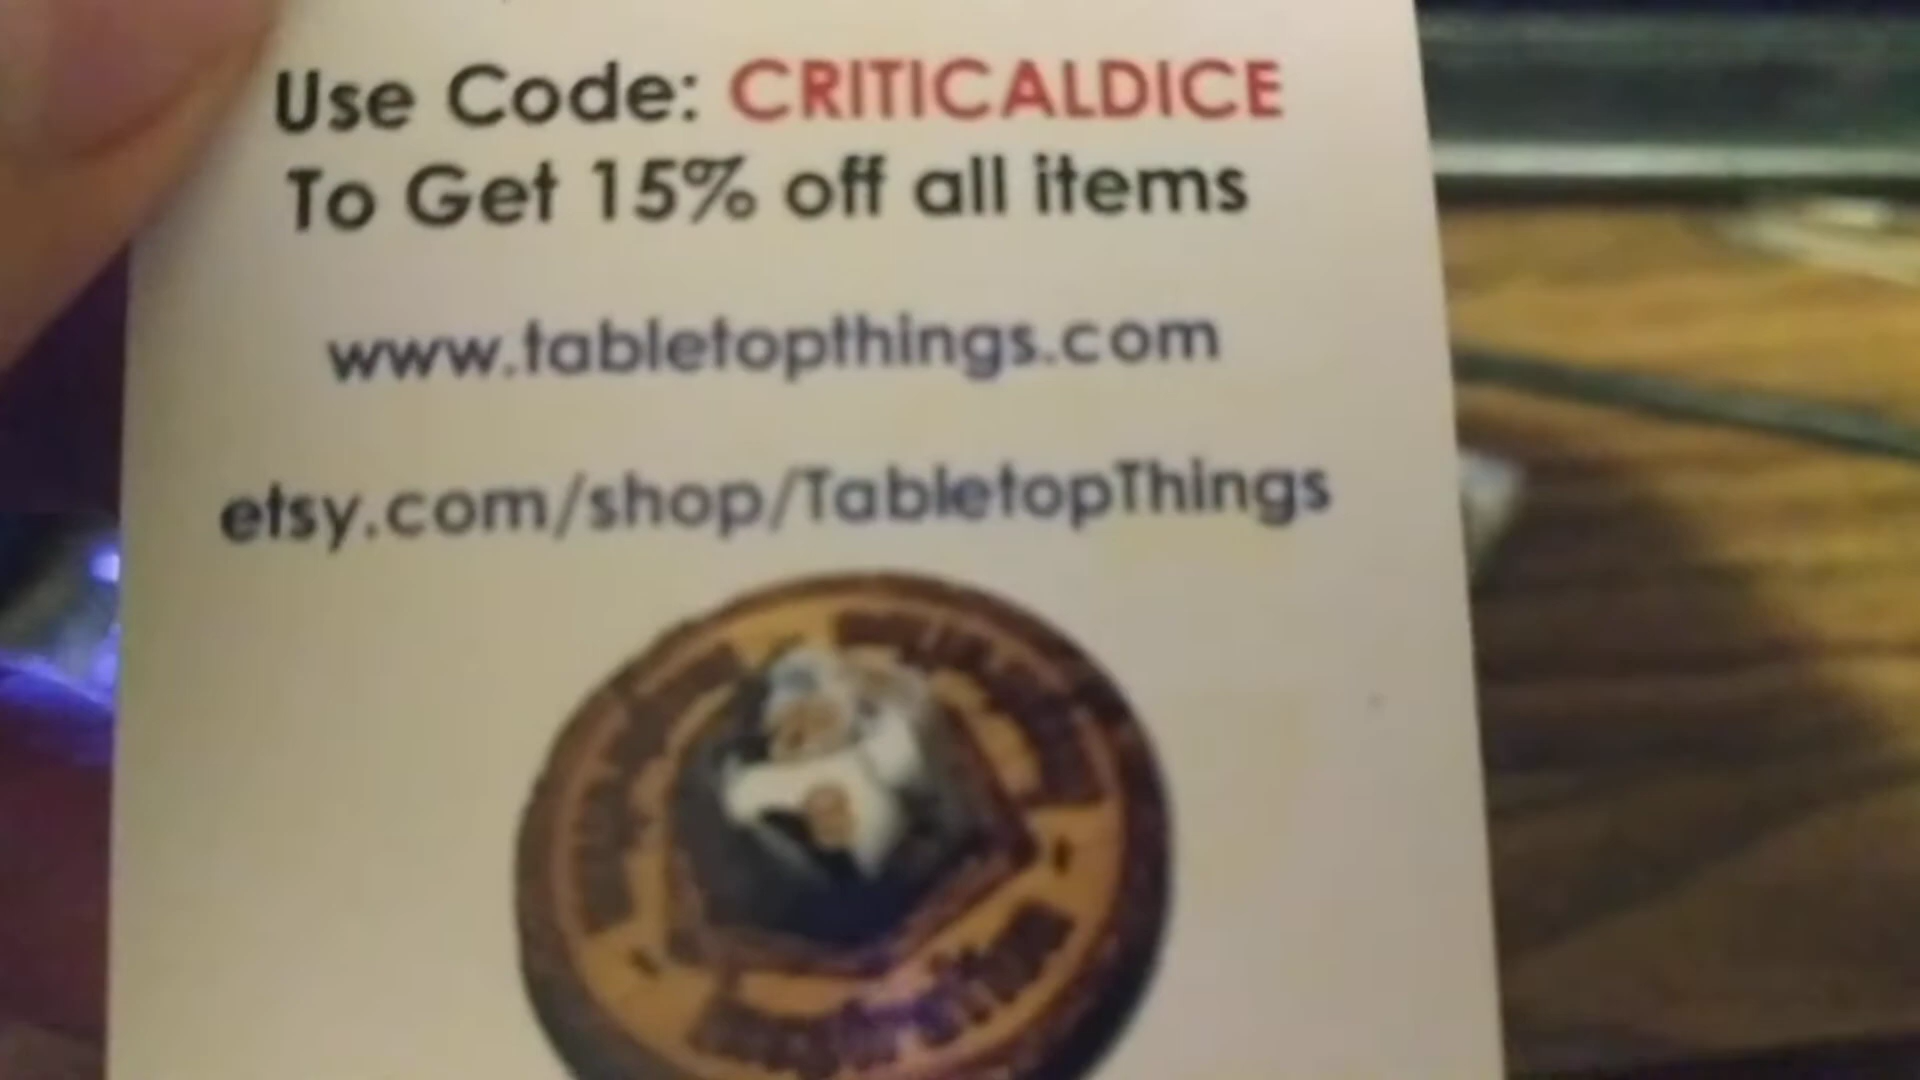 Use Code: CRITICALDICE
To Get 15% off all items
www.tabletopthings.com
etsy.com/shop/TabletopThings